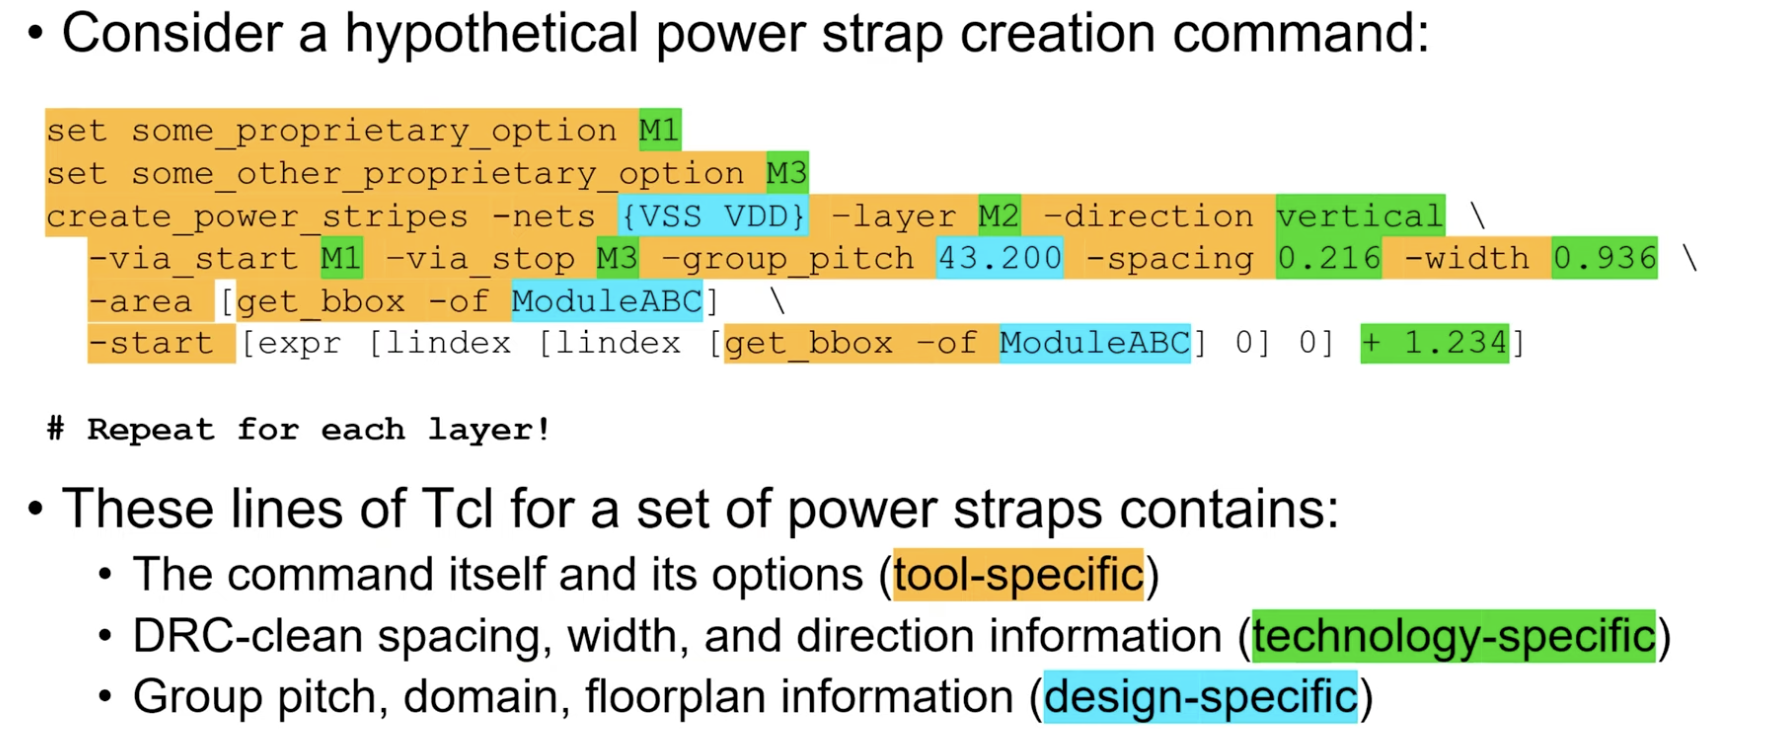 • Consider a hypothetical power strap creation command:
set some_proprietary_option M1
set some_other_proprietary_option M3
create_power_stripes -nets {VSS VDD} -layer M2 -direction vertical \
-via_start M1 -via_stop M3 -group_pitch 43.200 -spacing 0.216 -width 0.936 \
-area [get_bbox -of ModuleABC] \
-start [expr [lindex [lindex [get_bbox -of ModuleABC] 0] 0] + 1.234]
# Repeat for each layer!
• These lines of Tcl for a set of power straps contains:
• The command itself and its options (tool-specific)
• DRC-clean spacing, width, and direction information (technology-specific)
• Group pitch, domain, floorplan information (design-specific)